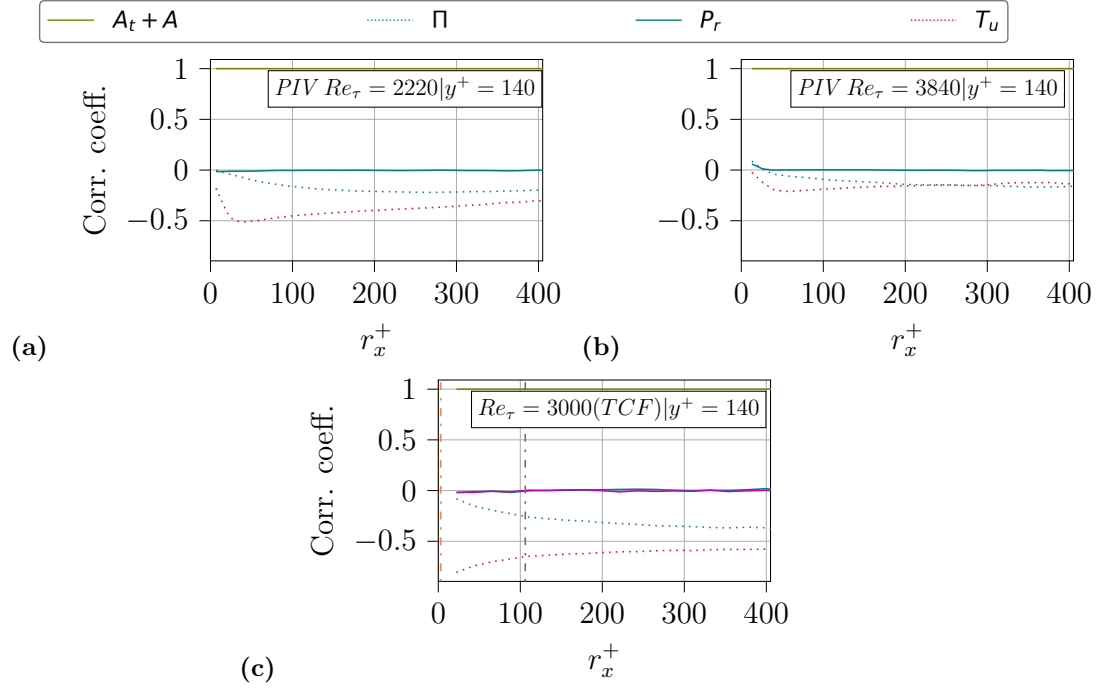 A_t + A Π P_r T_u
PIV Re_τ = 2220|y^+ = 140
PIV Re_τ = 3840|y^+ = 140
Corr. coeff.
1
0.5
0
−0.5
0 100 200 300 400
r_x^+
(a)
1
0.5
0
−0.5
0 100 200 300 400
r_x^+
(b)
Re_τ = 3000(TCF)|y^+ = 140
Corr. coeff.
1
0.5
0
−0.5
0 100 200 300 400
r_x^+
(c)